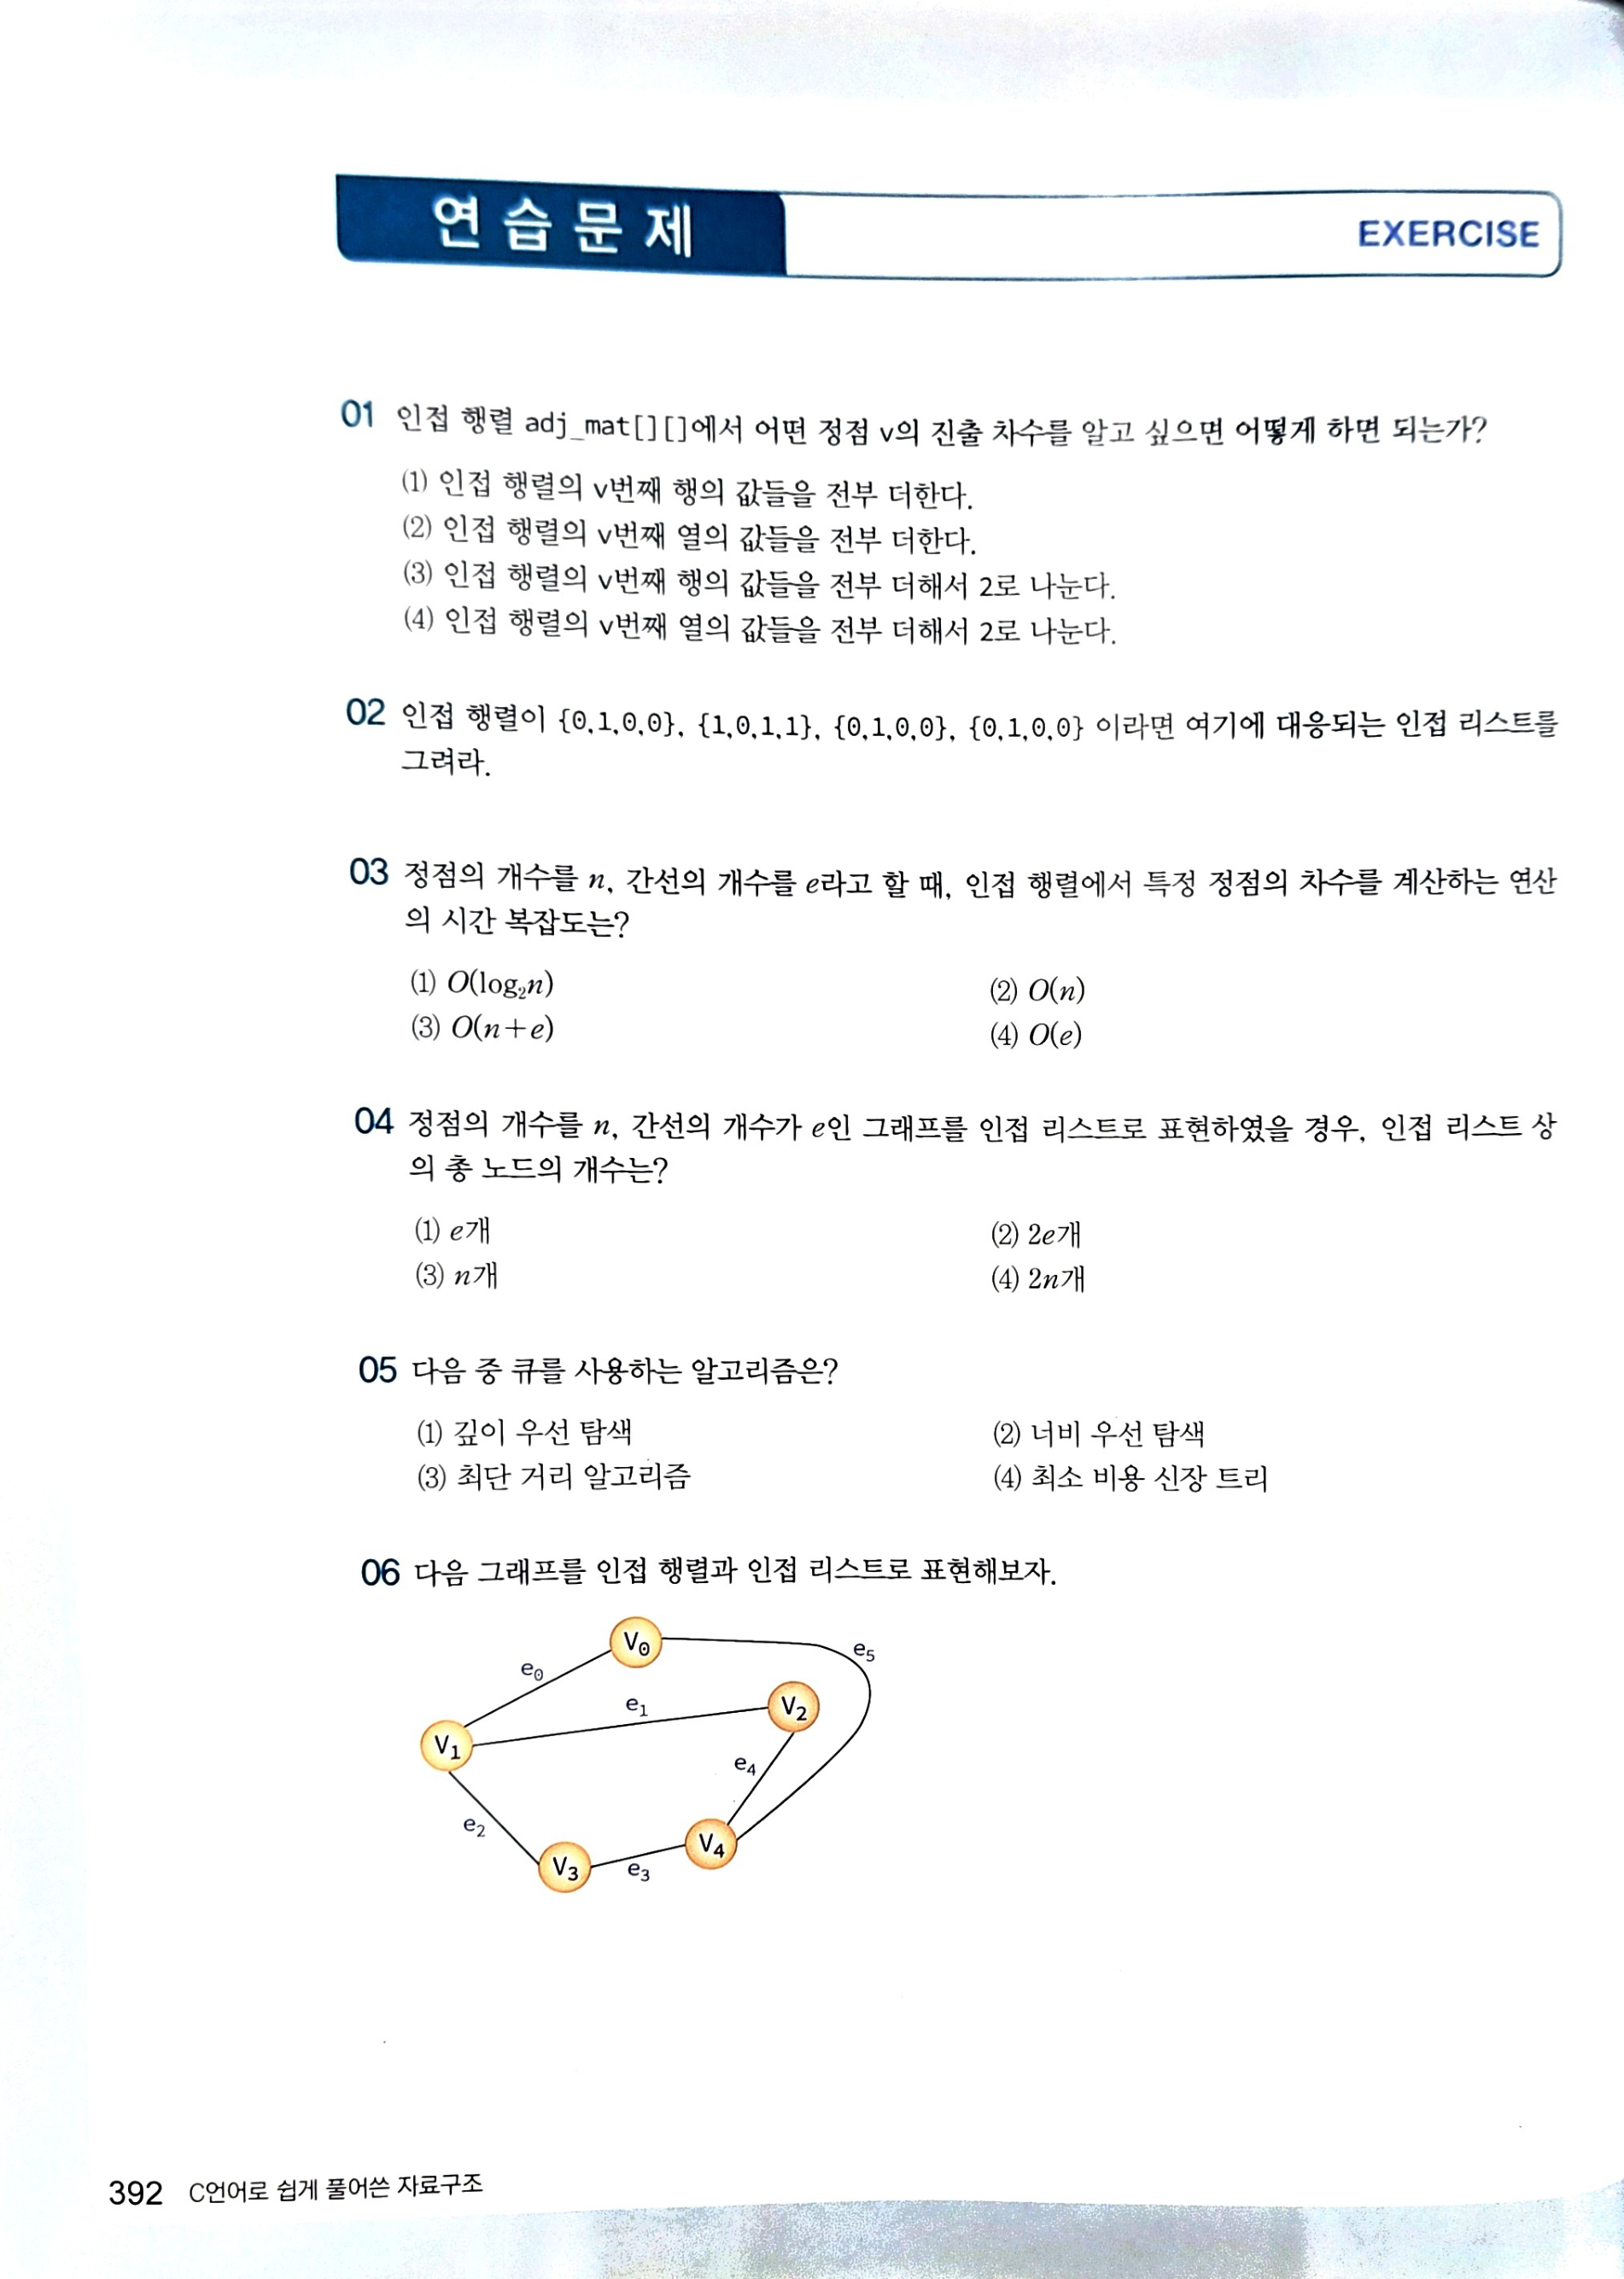 연습문제
EXERCISE
01 인접 행렬 adj_mat[][]에서 어떤 정점 v의 진출 차수를 알고 싶으면 어떻게 하면 되는가?
(1) 인접 행렬의 v번째 행의 값들을 전부 더한다.
(2) 인접 행렬의 v번째 열의 값들을 전부 더한다.
(3) 인접 행렬의 v번째 행의 값들을 전부 더해서 2로 나눈다.
(4) 인접 행렬의 v번째 열의 값들을 전부 더해서 2로 나눈다.
02 인접 행렬이 {0,1,0,0}, {1,0,1,1}, {0,1,0,0}, {0,1,0,0} 이라면 여기에 대응되는 인접 리스트를
그려라.
03 정점의 개수를 n, 간선의 개수를 e라고 할 때, 인접 행렬에서 특정 정점의 차수를 계산하는 연산
의 시간 복잡도는?
(1) O(log₂n) (2) O(n)
(3) O(n+e) (4) O(e)
04 정점의 개수를 n, 간선의 개수가 e인 그래프를 인접 리스트로 표현하였을 경우, 인접 리스트 상
의 총 노드의 개수는?
(1) e개 (2) 2e개
(3) n개 (4) 2n개
05 다음 중 큐를 사용하는 알고리즘은?
(1) 깊이 우선 탐색 (2) 너비 우선 탐색
(3) 최단 거리 알고리즘 (4) 최소 비용 신장 트리
06 다음 그래프를 인접 행렬과 인접 리스트로 표현해보자.
V₀
e₅
e₀
e₁
V₂
V₁
e₄
e₂
V₄
V₃
e₃
392 C언어로 쉽게 풀어쓴 자료구조